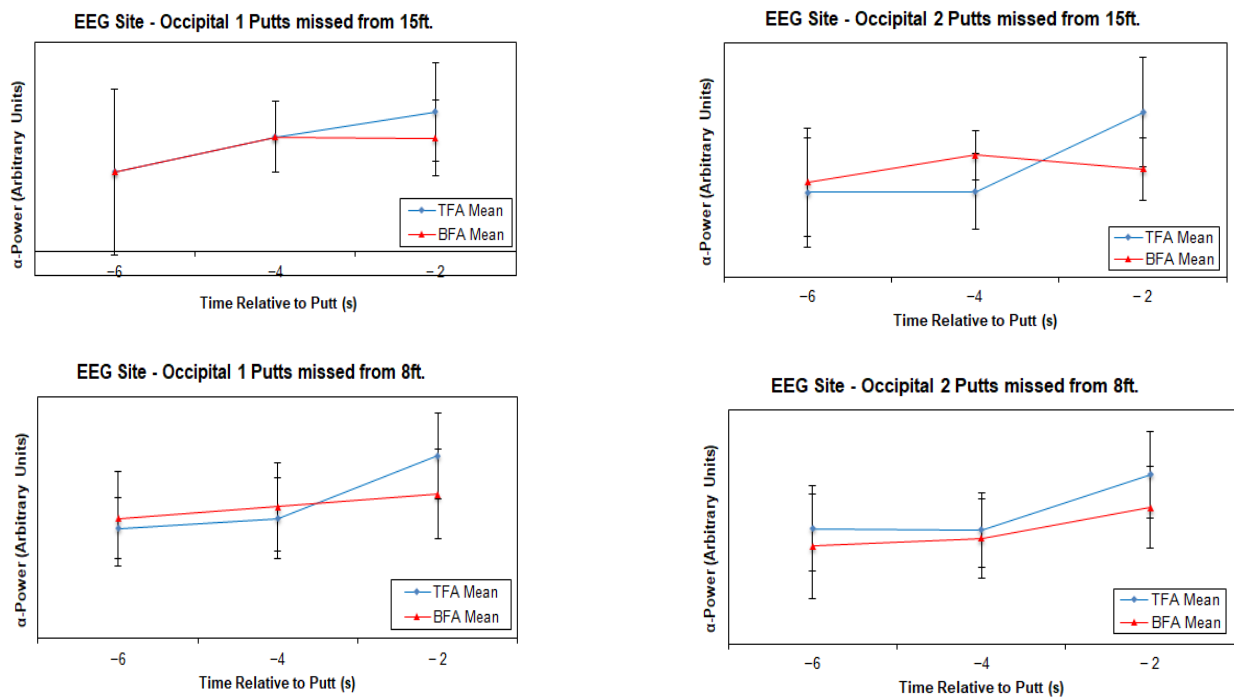 EEG Site - Occipital 1 Putts missed from 15ft.
α-Power (Arbitrary Units)
TFA Mean
BFA Mean
−6
−4
−2
Time Relative to Putt (s)
EEG Site - Occipital 2 Putts missed from 15ft.
α-Power (Arbitrary Units)
TFA Mean
BFA Mean
−6
−4
− 2
Time Relative to Putt (s)
EEG Site - Occipital 1 Putts missed from 8ft.
α-Power (Arbitrary Units)
TFA Mean
BFA Mean
−6
−4
− 2
Time Relative to Putt (s)
EEG Site - Occipital 2 Putts missed from 8ft.
α-Power (Arbitrary Units)
TFA Mean
BFA Mean
−6
−4
− 2
Time Relative to Putt (s)